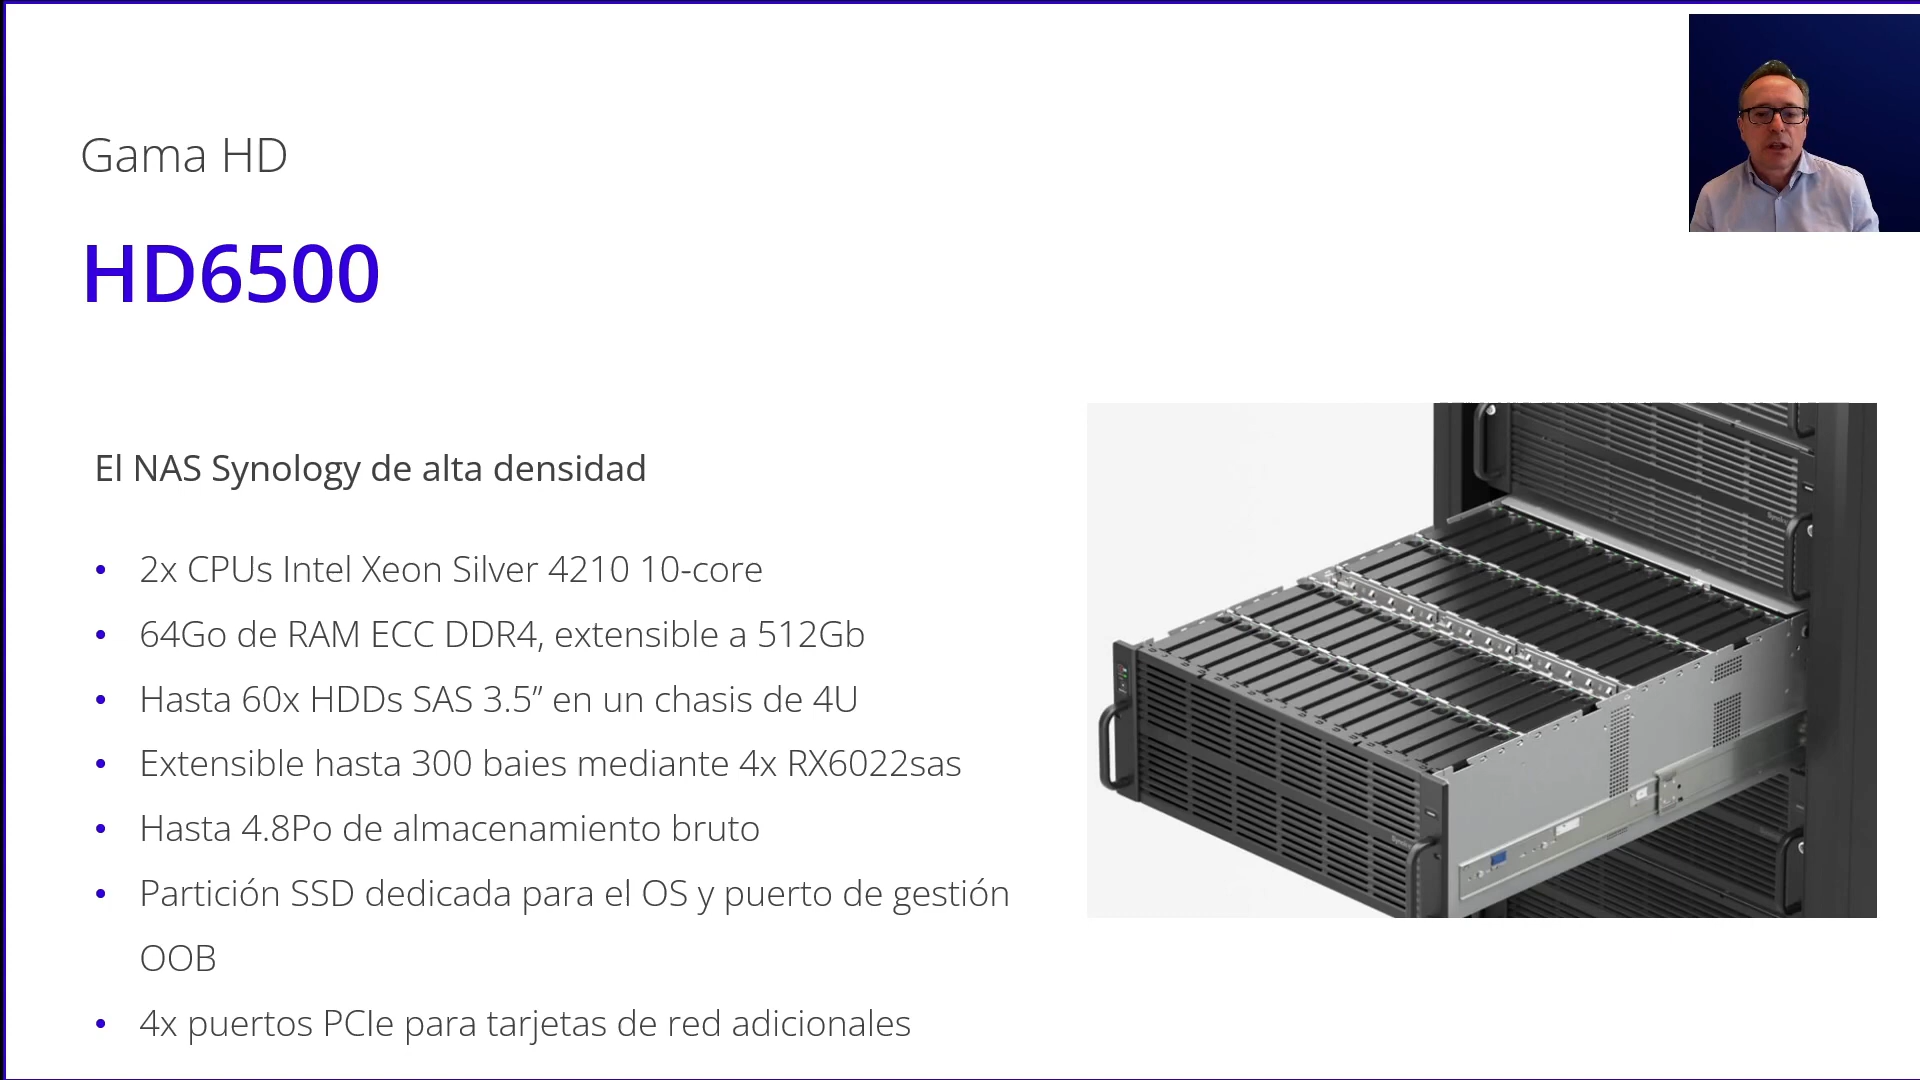 Gama HD
HD6500
El NAS Synology de alta densidad
• 2x CPUs Intel Xeon Silver 4210 10-core
• 64Go de RAM ECC DDR4, extensible a 512Gb
• Hasta 60x HDDs SAS 3.5” en un chasis de 4U
• Extensible hasta 300 baies mediante 4x RX6022sas
• Hasta 4.8Po de almacenamiento bruto
• Partición SSD dedicada para el OS y puerto de gestión
OOB
• 4x puertos PCIe para tarjetas de red adicionales